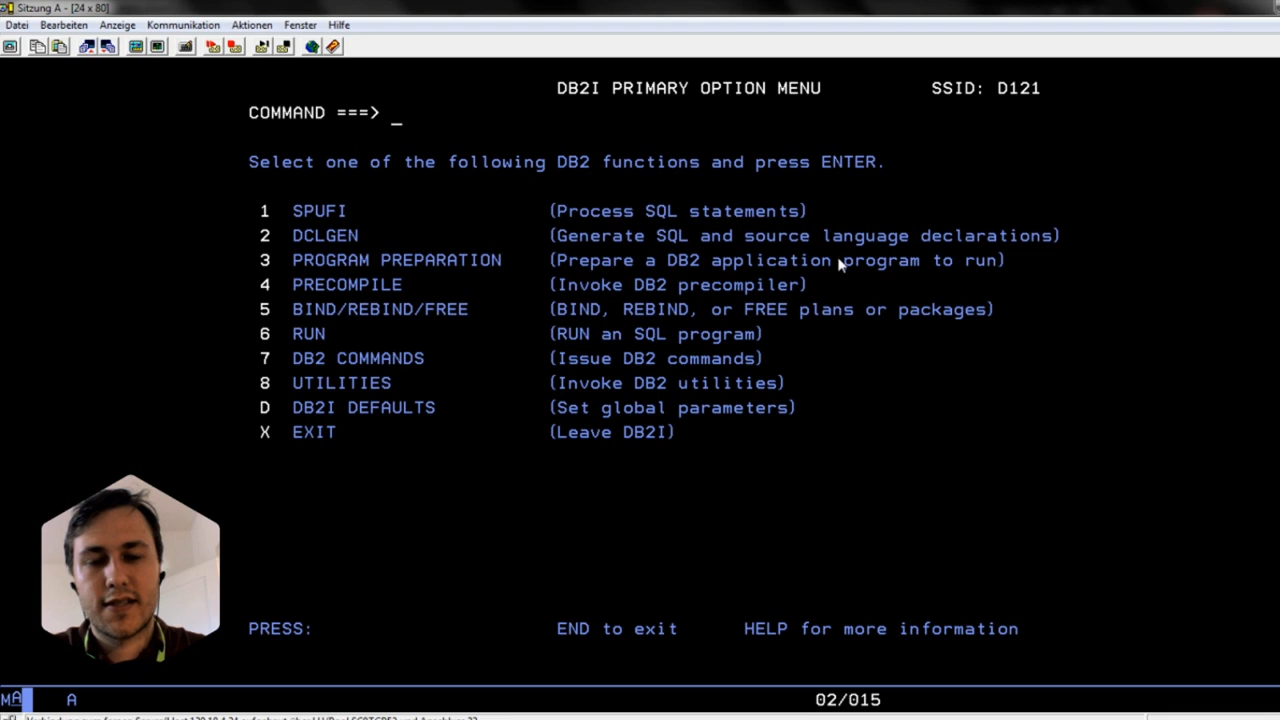 Sitzung A - [24 x 80]
Datei Bearbeiten Anzeige Kommunikation Aktionen Fenster Hilfe
DB2I PRIMARY OPTION MENU SSID: D121
COMMAND ===> _
Select one of the following DB2 functions and press ENTER.
1 SPUFI (Process SQL statements)
2 DCLGEN (Generate SQL and source language declarations)
3 PROGRAM PREPARATION (Prepare a DB2 application program to run)
4 PRECOMPILE (Invoke DB2 precompiler)
5 BIND/REBIND/FREE (BIND, REBIND, or FREE plans or packages)
6 RUN (RUN an SQL program)
7 DB2 COMMANDS (Issue DB2 commands)
8 UTILITIES (Invoke DB2 utilities)
D DB2I DEFAULTS (Set global parameters)
X EXIT (Leave DB2I)
PRESS: END to exit HELP for more information
MA A 02/015